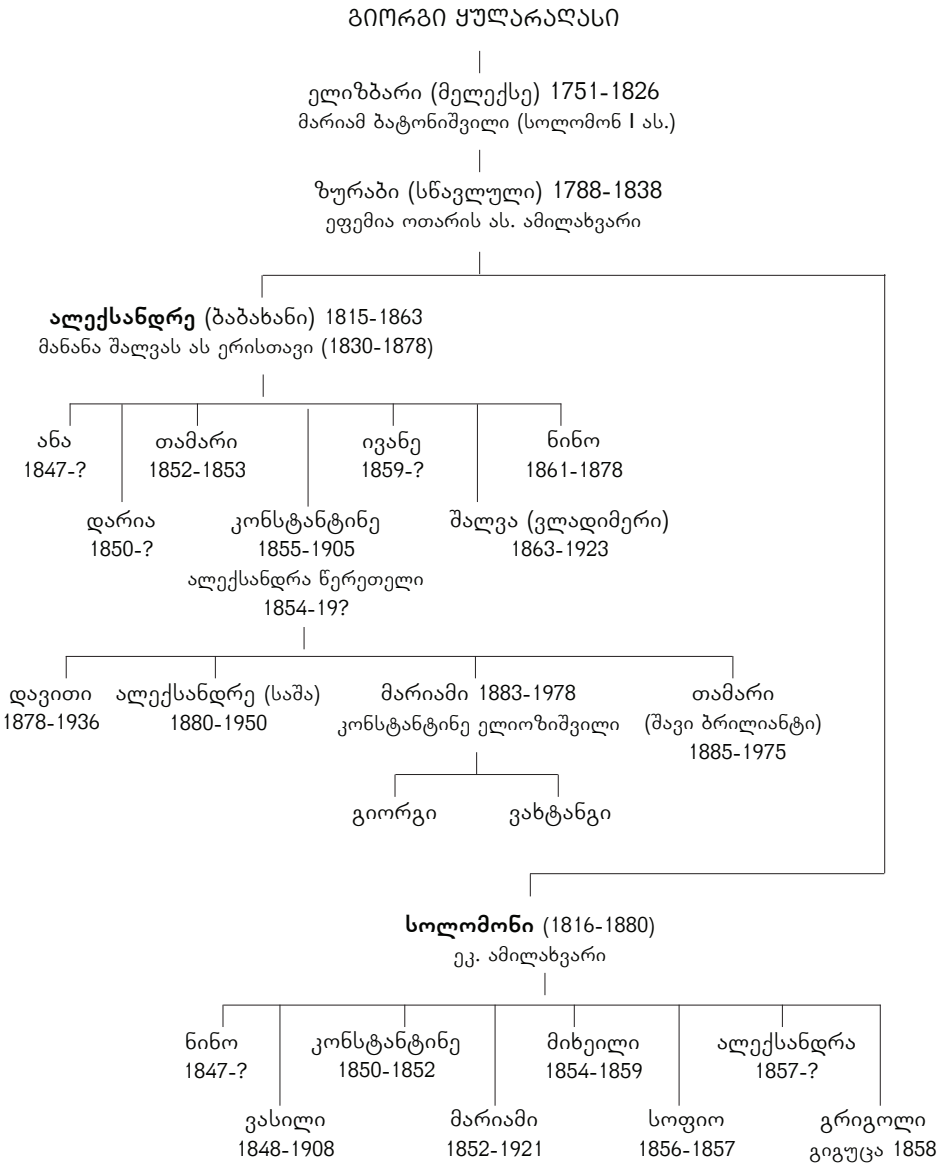 გიორგი ყულარაღასი
ელიზბარი (მელექსე) 1751-1826
მარიამ ბატონიშვილი (სოლომონ I ას.)
ზურაბი (სწავლული) 1788-1838
ეფემია ოთარის ას. ამილახვარი
ალექსანდრე (ბაბახანი) 1815-1863
მანანა შალვას ას ერისთავი (1830-1878)
ანა
1847-?
თამარი
1852-1853
ივანე
1859-?
ნინო
1861-1878
დარია
1850-?
კონსტანტინე
1855-1905
ალექსანდრა წერეთელი
1854-19?
შალვა (ვლადიმერი)
1863-1923
დავითი
1878-1936
ალექსანდრე (საშა)
1880-1950
მარიამი 1883-1978
კონსტანტინე ელიოზიშვილი
თამარი
(შავი ბრილიანტი)
1885-1975
გიორგი
ვახტანგი
სოლომონი (1816-1880)
ეკ. ამილახვარი
ნინო
1847-?
კონსტანტინე
1850-1852
მიხეილი
1854-1859
ალექსანდრა
1857-?
ვასილი
1848-1908
მარიამი
1852-1921
სოფიო
1856-1857
გრიგოლი
გიგუცა 1858